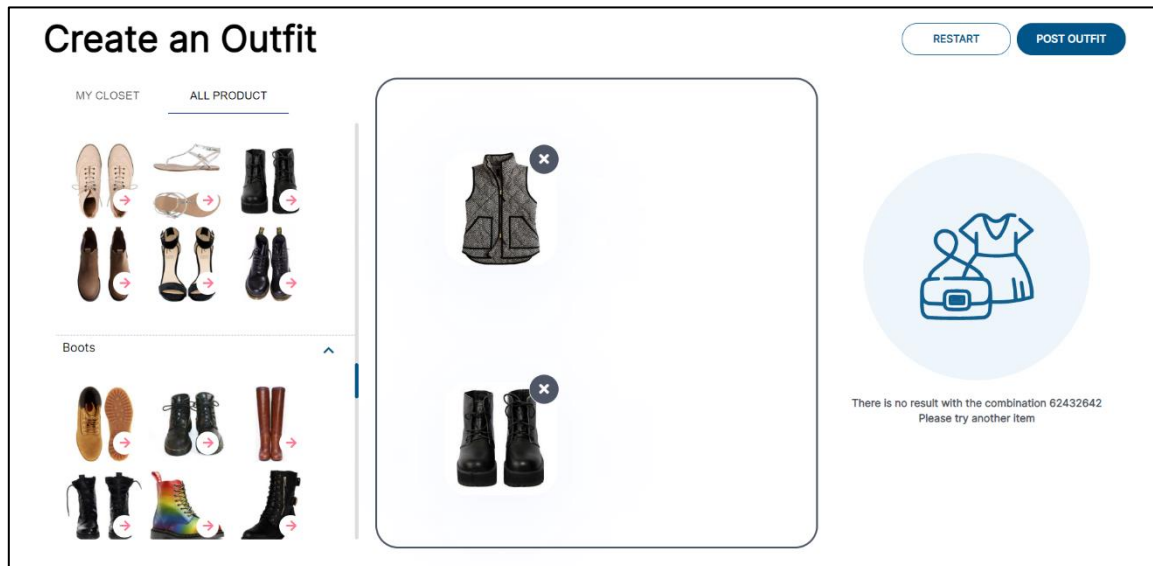 Create an Outfit
RESTART
POST OUTFIT
MY CLOSET
ALL PRODUCT
Boots
There is no result with the combination 62432642
Please try another item